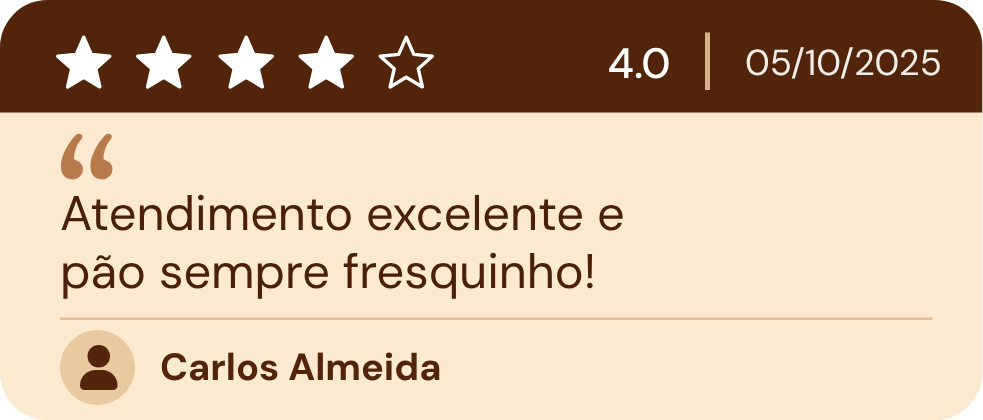 4.0 | 05/10/2025
“
Atendimento excelente e
pão sempre fresquinho!
Carlos Almeida